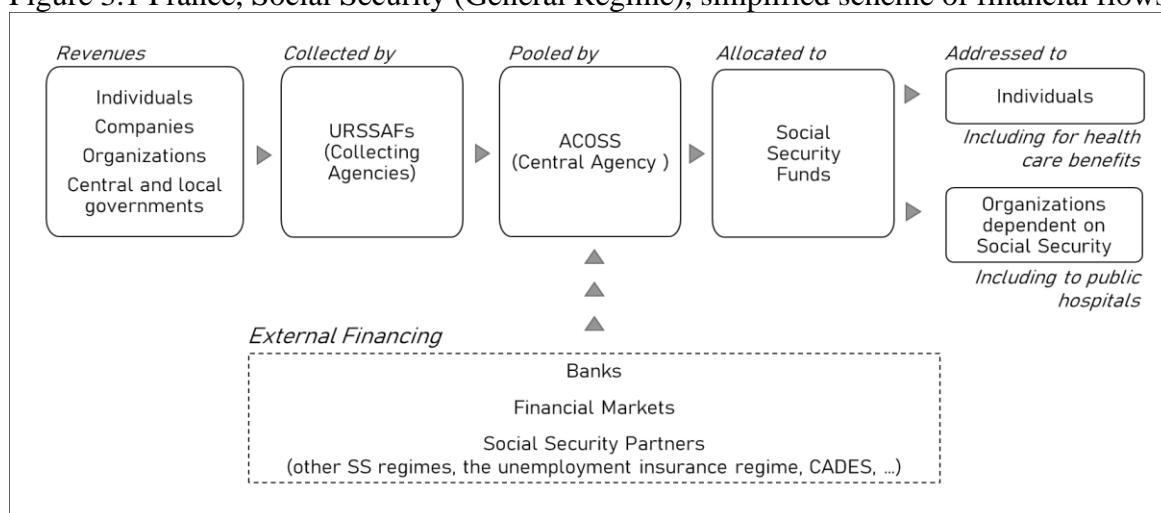 Figure 3.1 France, Social Security (General Regime), simplified scheme of financial flows
Revenues
Individuals
Companies
Organizations
Central and local
governments
Collected by
URSSAFs
(Collecting
Agencies)
Pooled by
ACOSS
(Central Agency )
Allocated to
Social
Security
Funds
Addressed to
Individuals
Including for health
care benefits
Organizations
dependent on
Social Security
Including to public
hospitals
External Financing
Banks
Financial Markets
Social Security Partners
(other SS regimes, the unemployment insurance regime, CADES, ...)